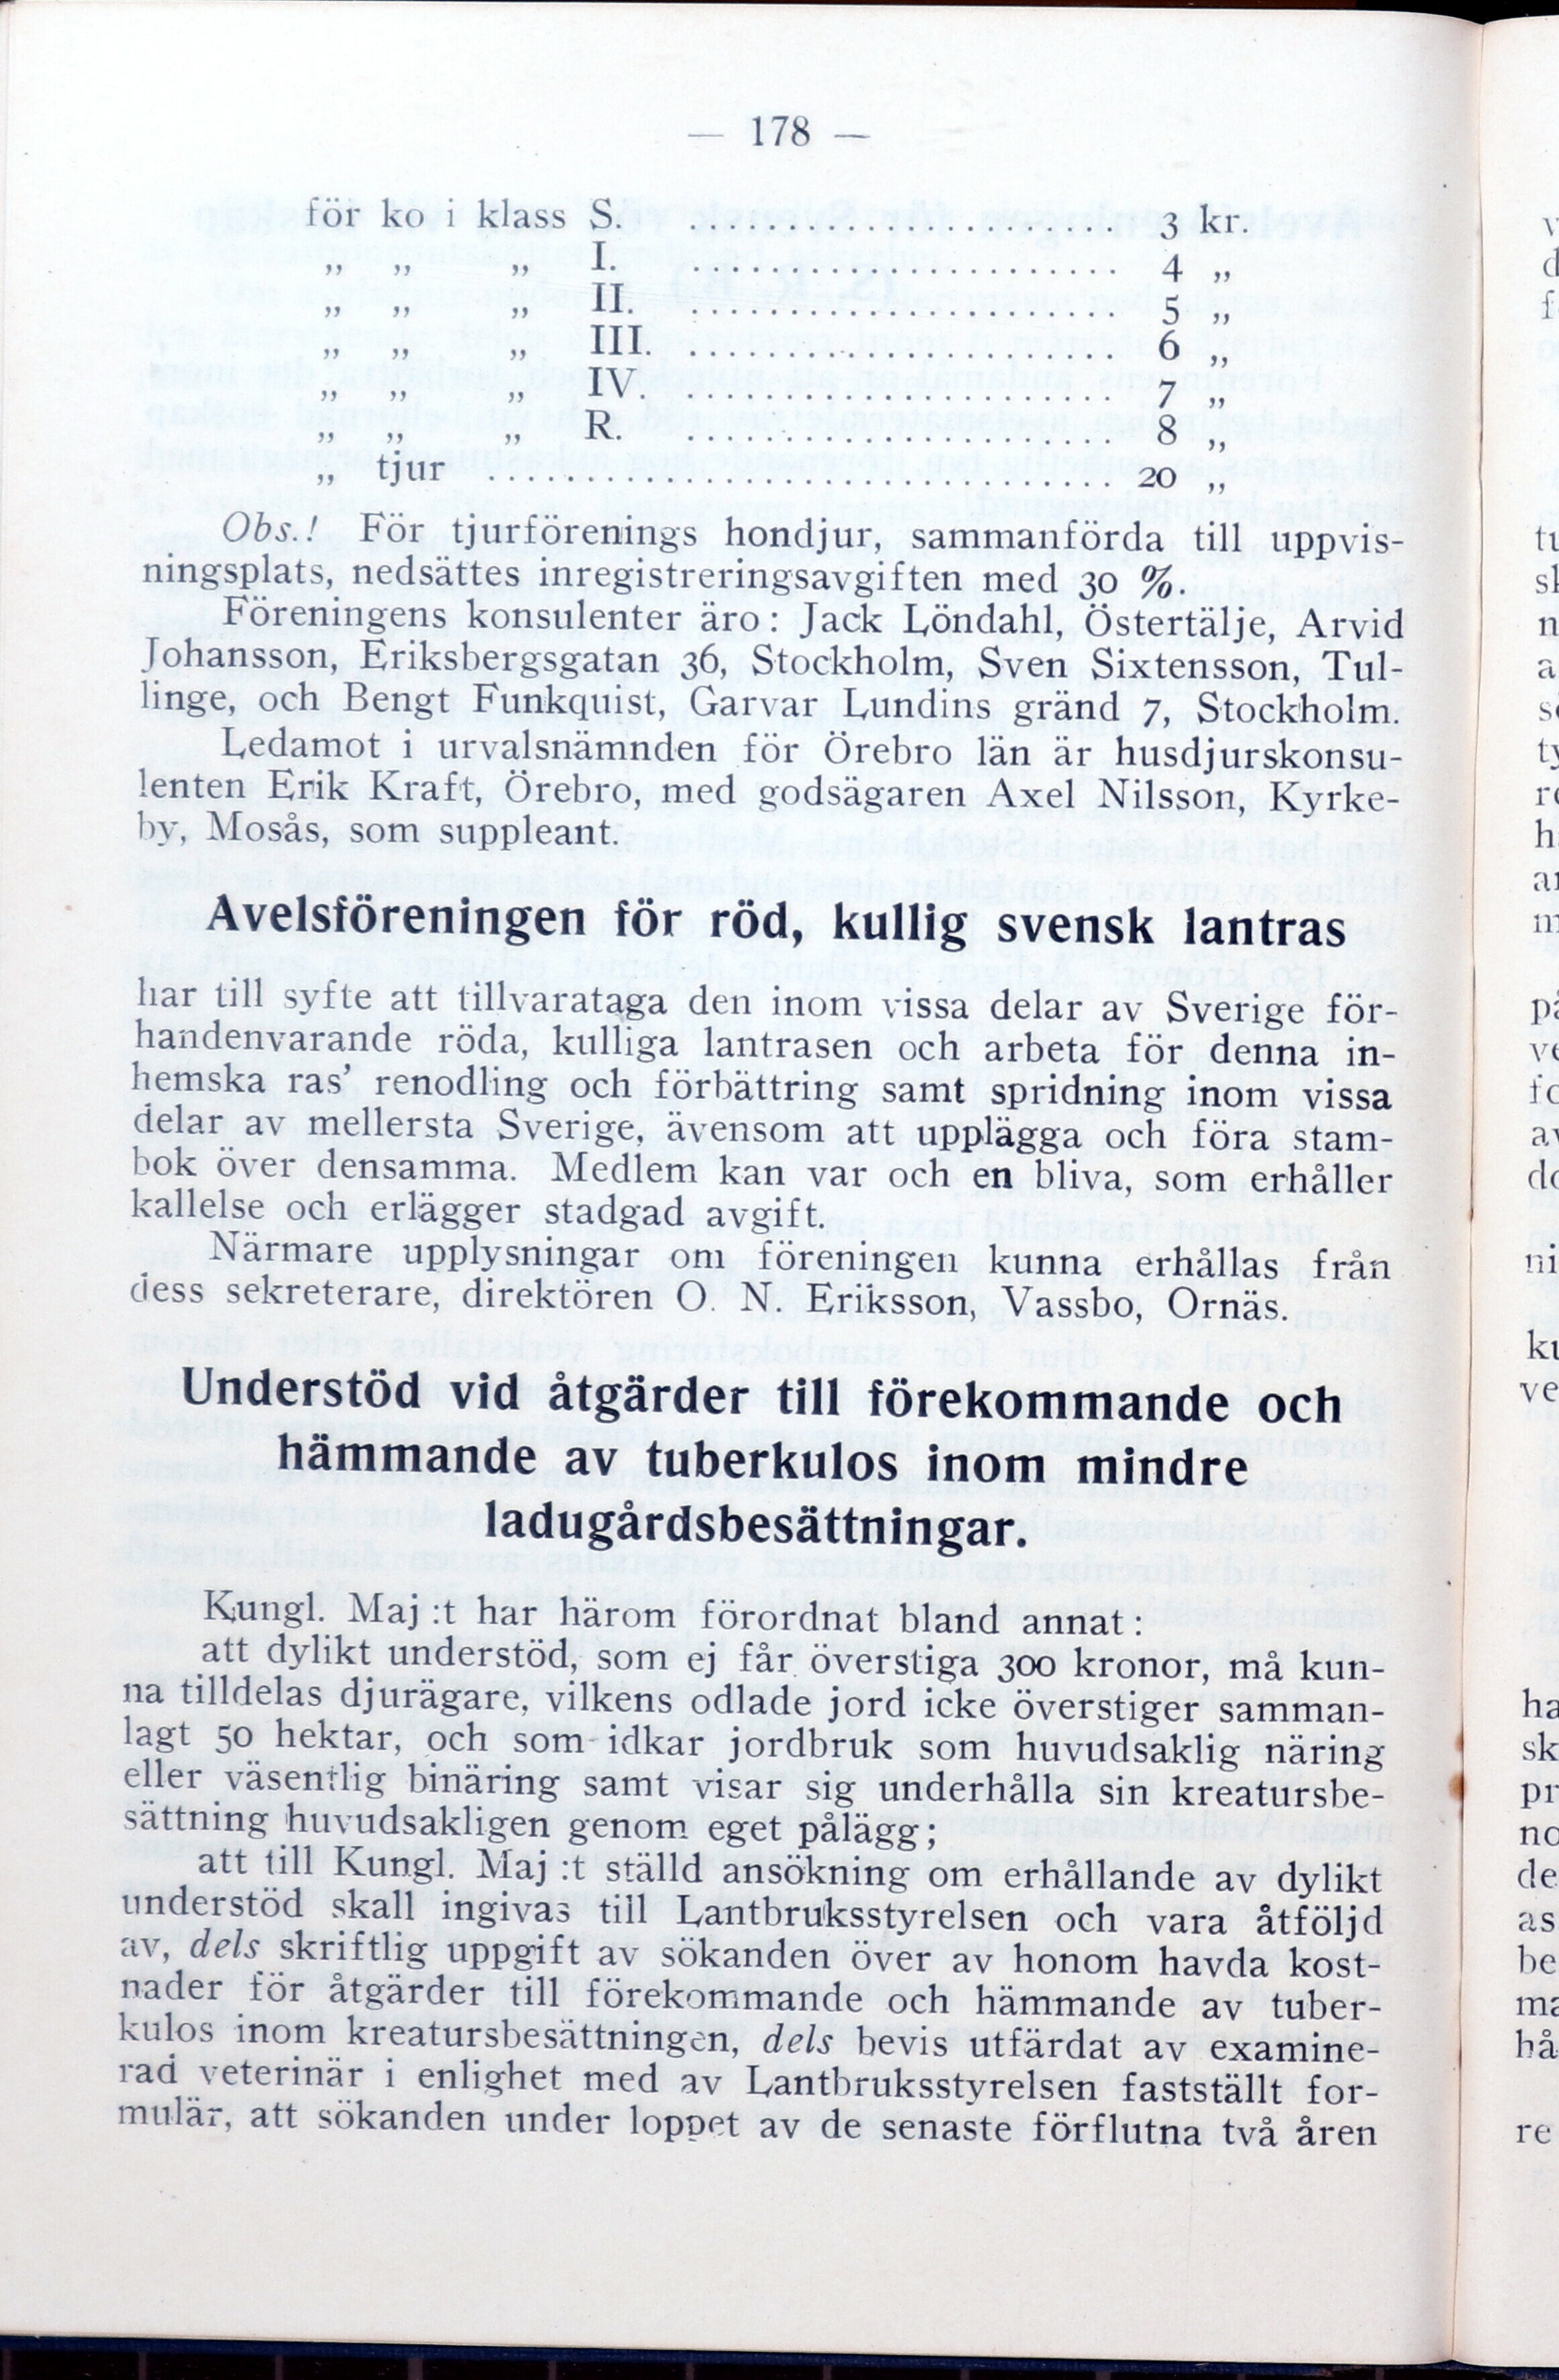 — 178 —
för ko i klass S. ...................... 3 kr.
„ „ „ I. ...................... 4 „
„ „ „ II. ...................... 5 „
„ „ „ III. ...................... 6 „
„ „ „ IV. ...................... 7 „
„ „ „ R. ...................... 8 „
„ tjur ................................ 20 „
Obs.! För tjurförenings hondjur, sammanförda till uppvis-
ningsplats, nedsättes inregistreringsavgiften med 30 %.
Föreningens konsulenter äro: Jack Löndahl, Östertälje, Arvid
Johansson, Eriksbergsgatan 36, Stockholm, Sven Sixtensson, Tul-
linge, och Bengt Funkquist, Garvar Lundins gränd 7, Stockholm.
Ledamot i urvalsnämnden för Örebro län är husdjurskonsu-
lenten Erik Kraft, Örebro, med godsägaren Axel Nilsson, Kyrke-
by, Mosås, som suppleant.
Avelsföreningen för röd, kullig svensk lantras
har till syfte att tillvarataga den inom vissa delar av Sverige för-
handenvarande röda, kulliga lantrasen och arbeta för denna in-
hemska ras’ renodling och förbättring samt spridning inom vissa
delar av mellersta Sverige, ävensom att upplägga och föra stam-
bok över densamma. Medlem kan var och en bliva, som erhåller
kallelse och erlägger stadgad avgift.
Närmare upplysningar om föreningen kunna erhållas från
dess sekreterare, direktören O. N. Eriksson, Vassbo, Ornäs.
Understöd vid åtgärder till förekommande och
hämmande av tuberkulos inom mindre
ladugårdsbesättningar.
Kungl. Maj:t har härom förordnat bland annat:
att dylikt understöd, som ej får överstiga 300 kronor, må kun-
na tilldelas djurägare, vilkens odlade jord icke överstiger samman-
lagt 50 hektar, och som idkar jordbruk som huvudsaklig näring
eller väsentlig binäring samt visar sig underhålla sin kreatursbe-
sättning huvudsakligen genom eget pålägg;
att till Kungl. Maj:t ställd ansökning om erhållande av dylikt
understöd skall ingivas till Lantbruksstyrelsen och vara åtföljd
av, dels skriftlig uppgift av sökanden över av honom havda kost-
nader för åtgärder till förekommande och hämmande av tuber-
kulos inom kreatursbesättningen, dels bevis utfärdat av examine-
rad veterinär i enlighet med av Lantbruksstyrelsen fastställt for-
mulär, att sökanden under loppet av de senaste förflutna två åren